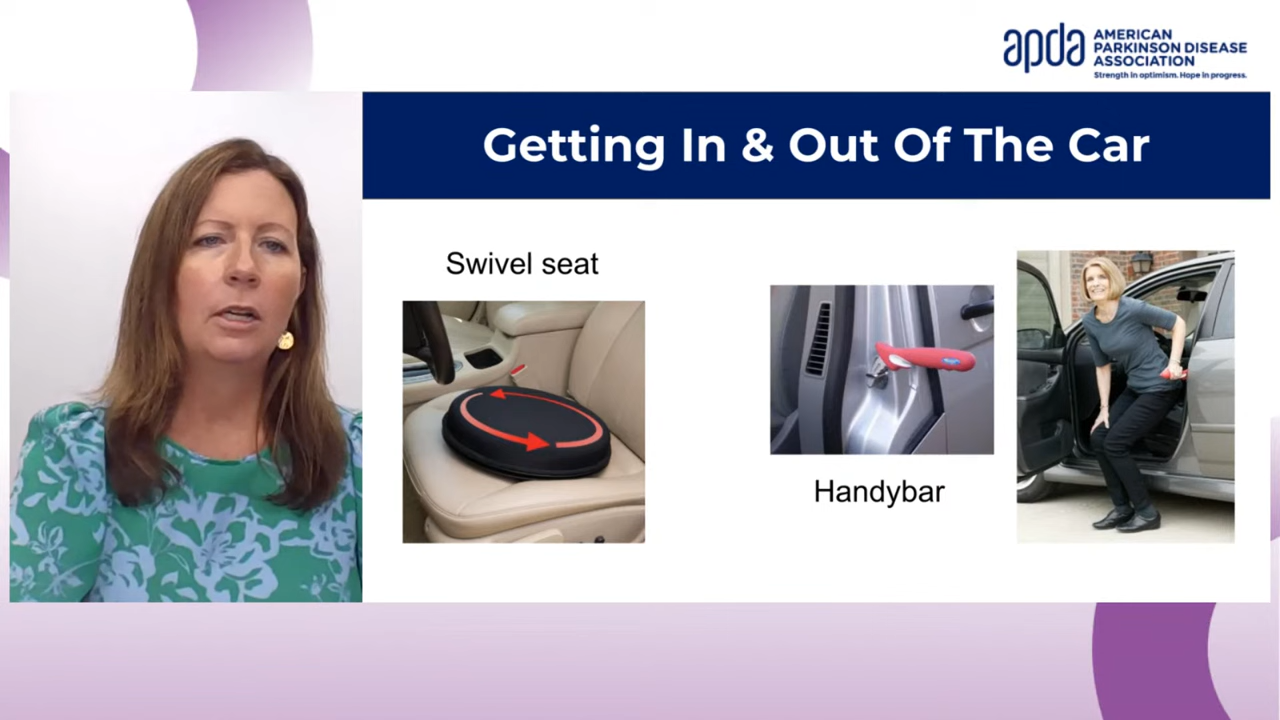 apda
AMERICAN
PARKINSON DISEASE
ASSOCIATION
Strength in optimism. Hope in progress.
Getting In & Out Of The Car
Swivel seat
Handybar